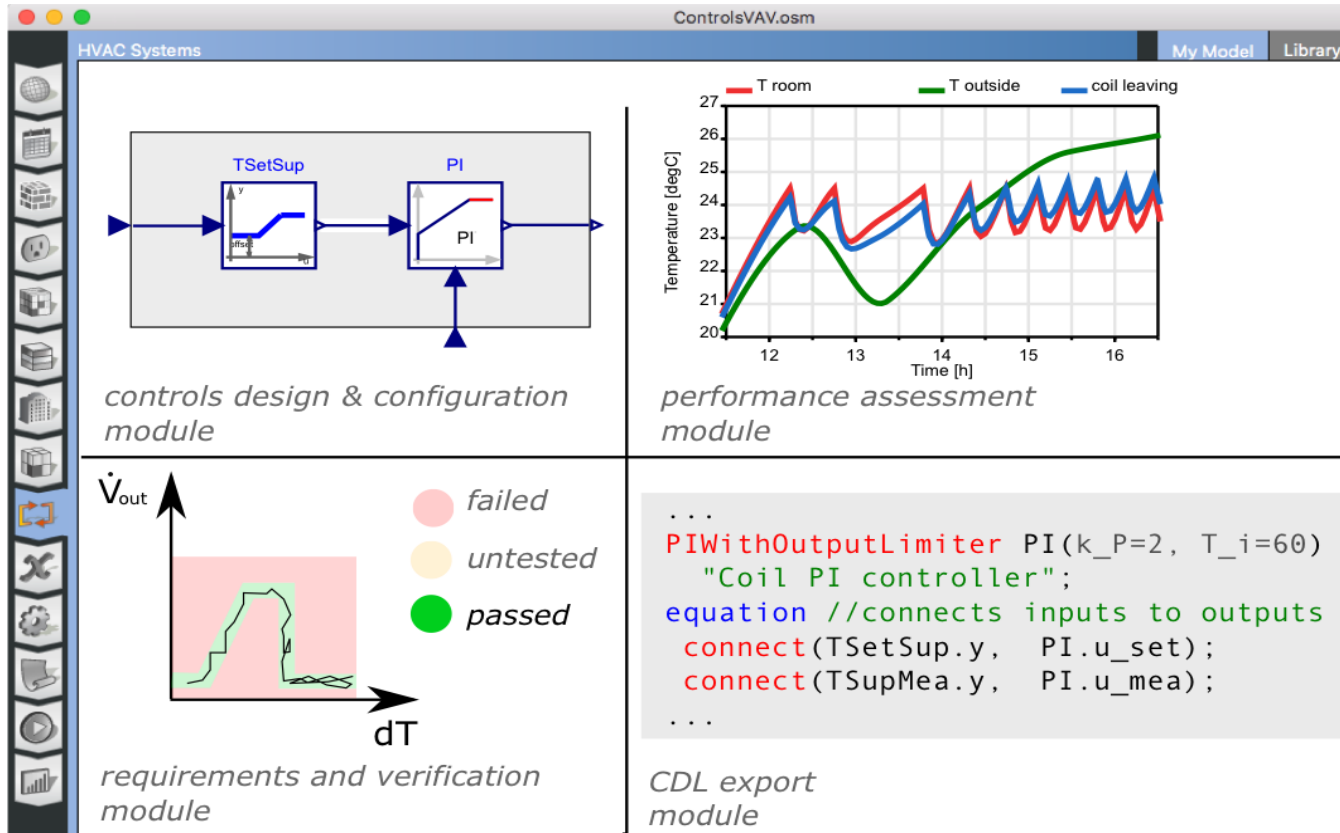 ControlsVAV.osm
HVAC Systems
My Model
Library
TSetSup
PI
y
offset
u
PI
controls design & configuration
module
T room
T outside
coil leaving
27
26
25
24
23
22
21
20
Temperature [degC]
12
13
14
15
16
Time [h]
performance assessment
module
V̇out
failed
untested
passed
dT
requirements and verification
module
...
PIWithOutputLimiter PI(k_P=2, T_i=60)
"Coil PI controller";
equation //connects inputs to outputs
connect(TSetSup.y, PI.u_set);
connect(TSupMea.y, PI.u_mea);
...
CDL export
module